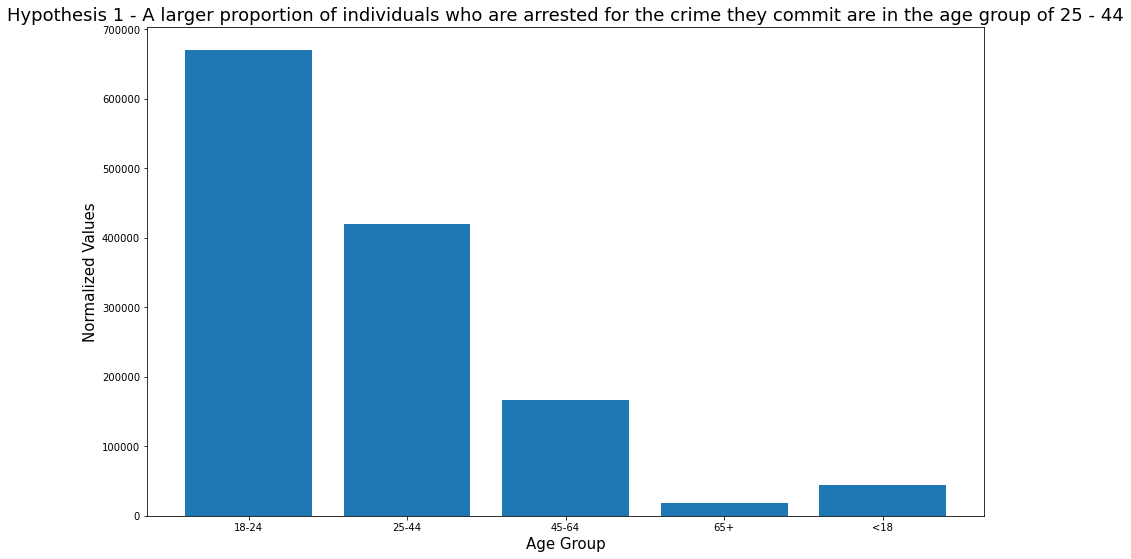 Hypothesis 1 - A larger proportion of individuals who are arrested for the crime they commit are in the age group of 25 - 44
700000
600000
500000
400000
300000
200000
100000
0
Normalized Values
18-24 25-44 45-64 65+ <18
Age Group